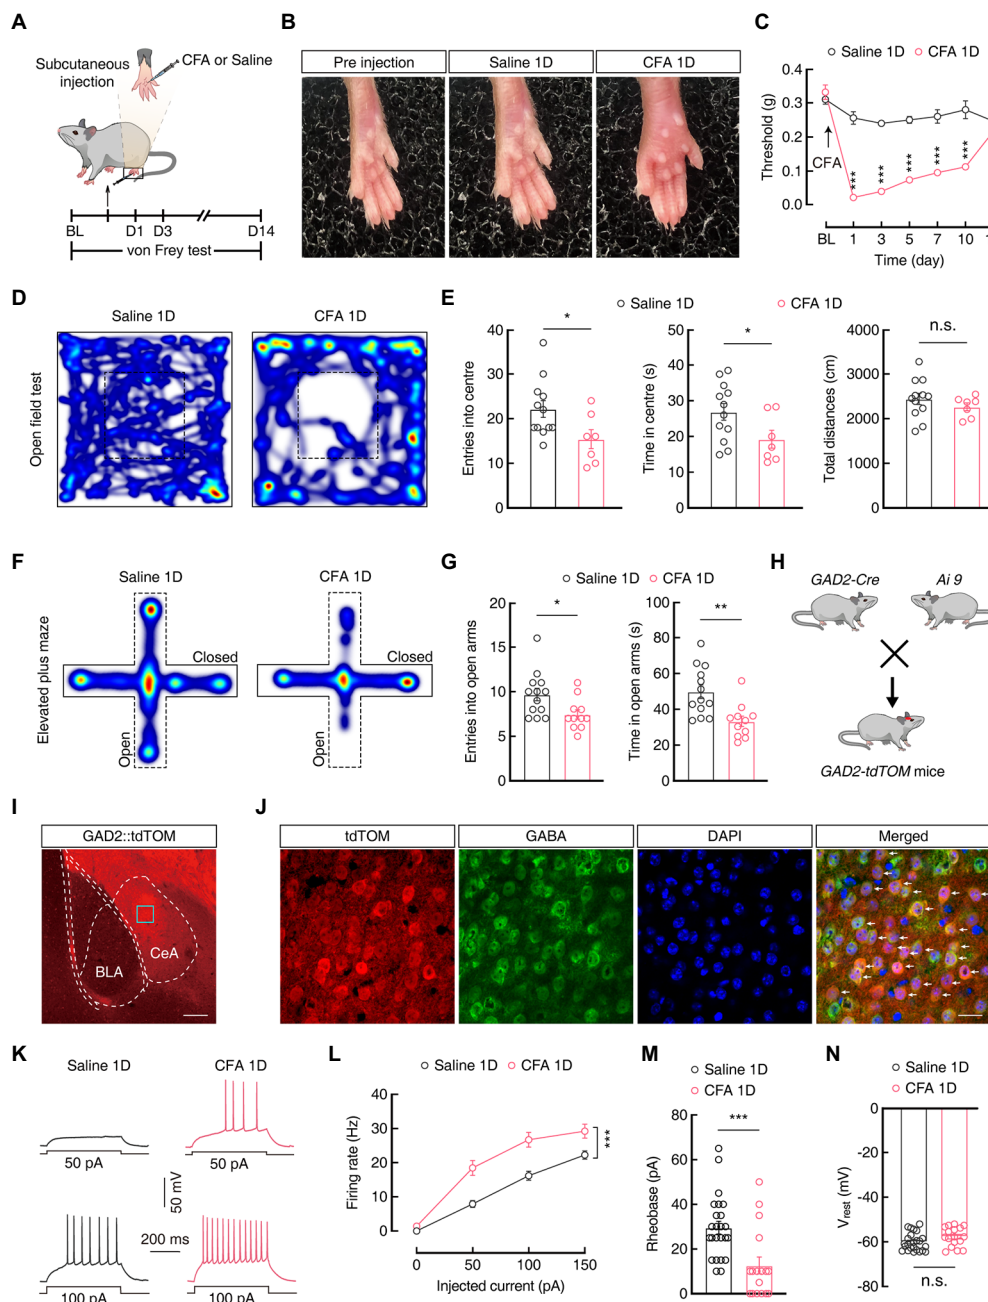 A
Subcutaneous
injection
CFA or Saline
BL
D1
D3
D14
von Frey test
B
Pre injection
Saline 1D
CFA 1D
C
Saline 1D
CFA 1D
Threshold (g)
0.4
0.3
0.2
0.1
0.0
CFA
***
***
***
***
***
BL
1
3
5
7
10
Time (day)
D
Saline 1D
CFA 1D
Open field test
E
Saline 1D
CFA 1D
Entries into centre
40
30
20
10
0
*
Time in centre (s)
50
40
30
20
10
0
*
Total distances (cm)
4000
3000
2000
1000
0
n.s.
F
Saline 1D
CFA 1D
Elevated plus maze
Closed
Open
Closed
Open
G
Saline 1D
CFA 1D
Entries into open arms
20
15
10
5
0
*
Time in open arms (s)
100
80
60
40
20
0
**
H
GAD2-Cre
Ai 9
GAD2-tdTOM mice
I
GAD2::tdTOM
CeA
BLA
J
tdTOM
GABA
DAPI
Merged
K
Saline 1D
CFA 1D
50 pA
50 pA
50 mV
200 ms
100 pA
100 pA
L
Saline 1D
CFA 1D
Firing rate (Hz)
40
30
20
10
0
***
0
50
100
150
Injected current (pA)
M
Saline 1D
CFA 1D
Rheobase (pA)
80
60
40
20
0
***
N
Saline 1D
CFA 1D
Vrest (mV)
0
-20
-40
-60
-80
n.s.